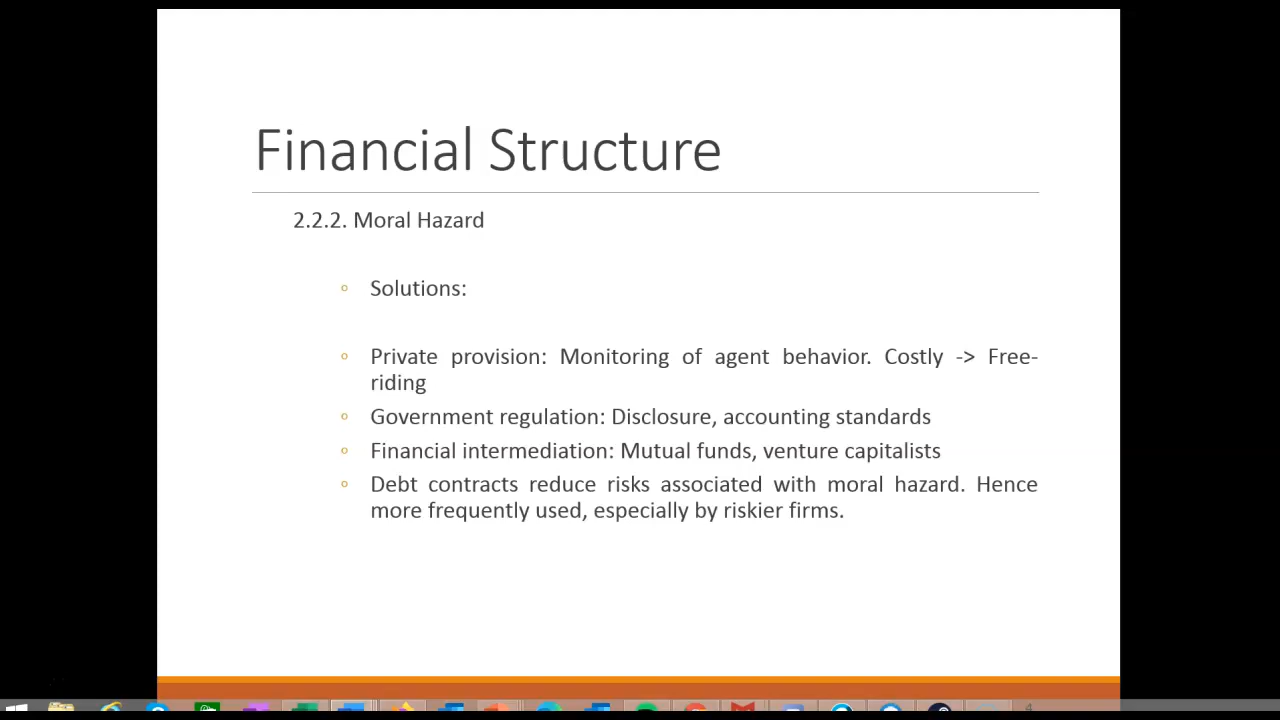 Financial Structure
2.2.2. Moral Hazard
Solutions:
Private provision: Monitoring of agent behavior. Costly -> Free-
riding
Government regulation: Disclosure, accounting standards
Financial intermediation: Mutual funds, venture capitalists
Debt contracts reduce risks associated with moral hazard. Hence
more frequently used, especially by riskier firms.